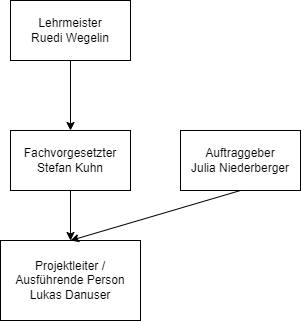 Lehrmeister
Ruedi Wegelin
Fachvorgesetzter
Stefan Kuhn
Auftraggeber
Julia Niederberger
Projektleiter /
Ausführende Person
Lukas Danuser